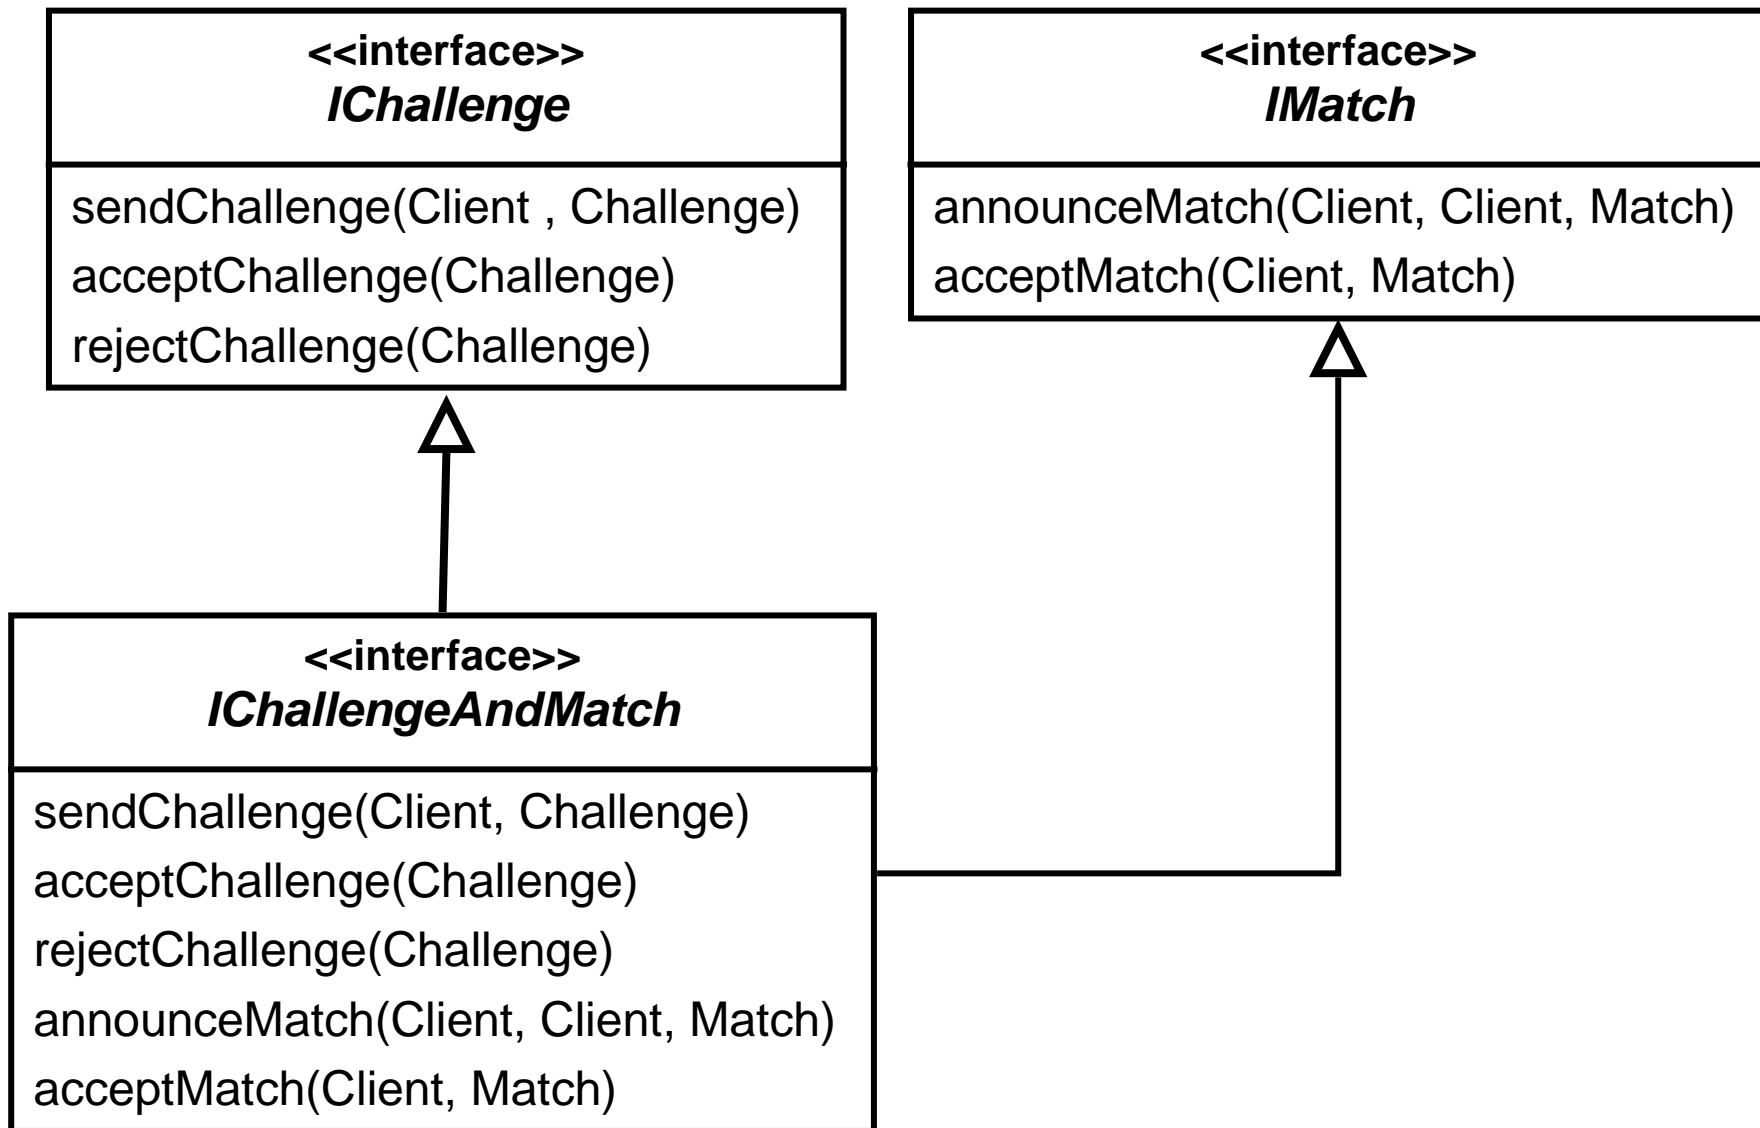 <<interface>>
IChallenge
sendChallenge(Client , Challenge)
acceptChallenge(Challenge)
rejectChallenge(Challenge)
<<interface>>
IMatch
announceMatch(Client, Client, Match)
acceptMatch(Client, Match)
<<interface>>
IChallengeAndMatch
sendChallenge(Client, Challenge)
acceptChallenge(Challenge)
rejectChallenge(Challenge)
announceMatch(Client, Client, Match)
acceptMatch(Client, Match)